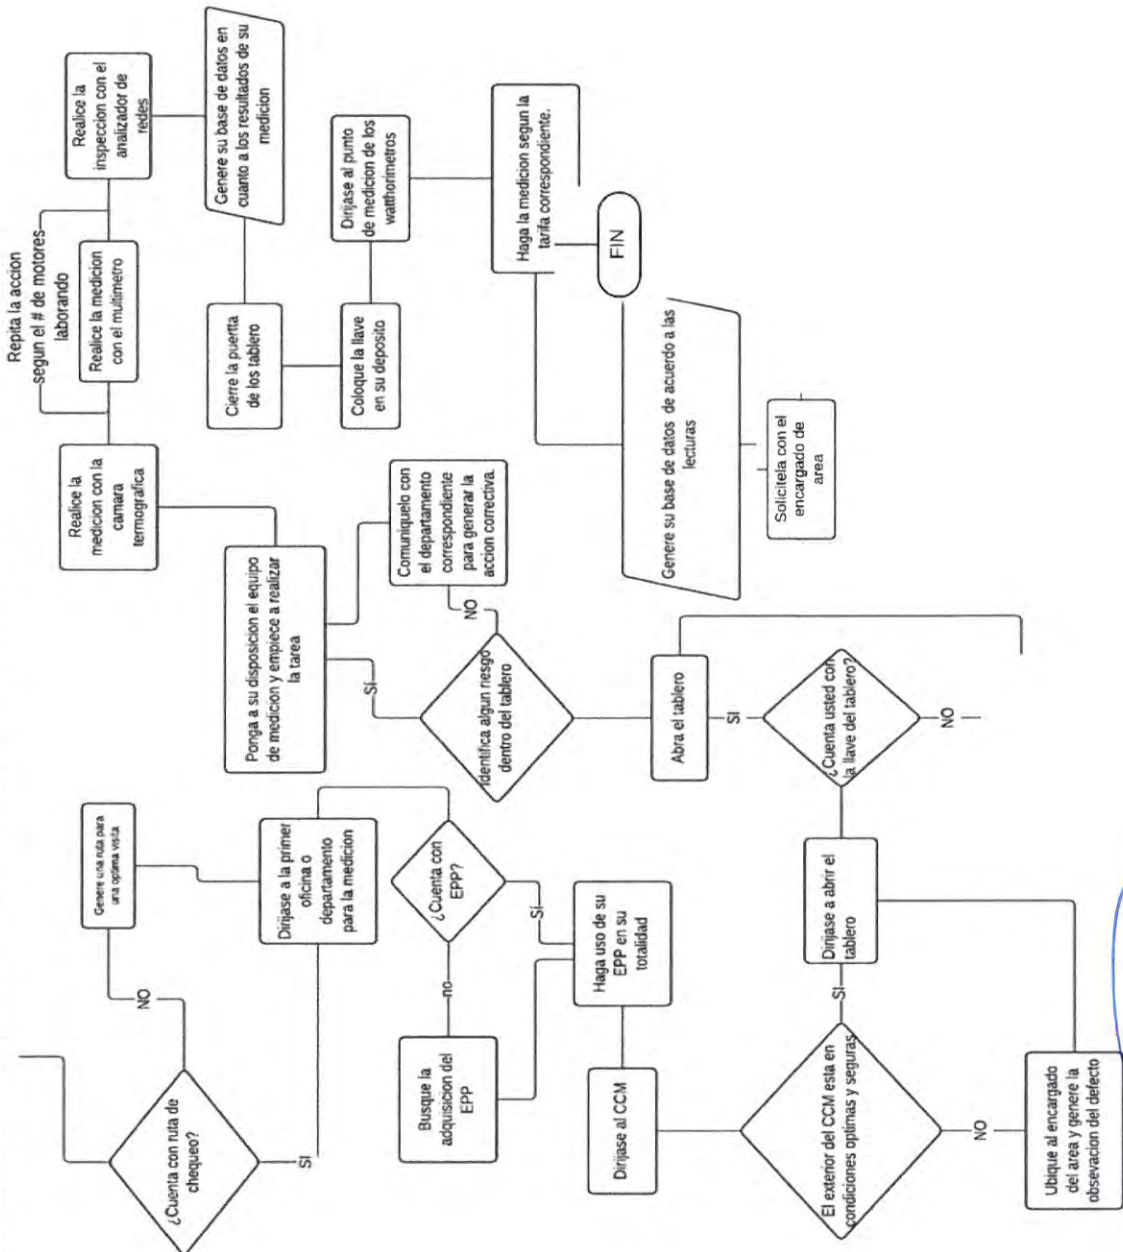 ¿Cuenta con ruta de
chequeo?
NO
SI
Genere una ruta para
una optima visita
Dirijase a la primer
oficina o
departamento
para la medicion
¿Cuenta con
EPP?
no
Sí
Busque la
adquisicion del
EPP
Haga uso de su
EPP en su
totalidad
Dirijase al CCM
El exterior del CCM esta en
condiciones optimas y seguras
SI
NO
Ubique al encargado
del area y genere la
obsevacion del defecto
Dirijase a abrir el
tablero
¿Cuenta usted con
la llave del tablero?
SI
NO
Solicitela con el
encargado de
area
Abra el tablero
Identifica algun riesgo
dentro del tablero
Sí
NO
Comuniquelo con
el departamento
correspondiente
para generar la
accion correctiva.
Ponga a su disposicion el equipo
de medicion y empiece a realizar
la tarea
Realice la
medicion con la
camara
termografica
Repita la accion
segun el # de motores
laborando
Realice la medicion
con el multimetro
Realice la
inspeccion con el
analizador de
redes
Genere su base de datos en
cuanto a los resultados de su
medicion
Cierre la puertta
de los tablero
Coloque la llave
en su deposito
Dirijase al punto
de medicion de los
watthorimetros
Haga la medicion segun la
tarifa correspondiente.
Genere su base de datos de acuerdo a las
lecturas
FIN